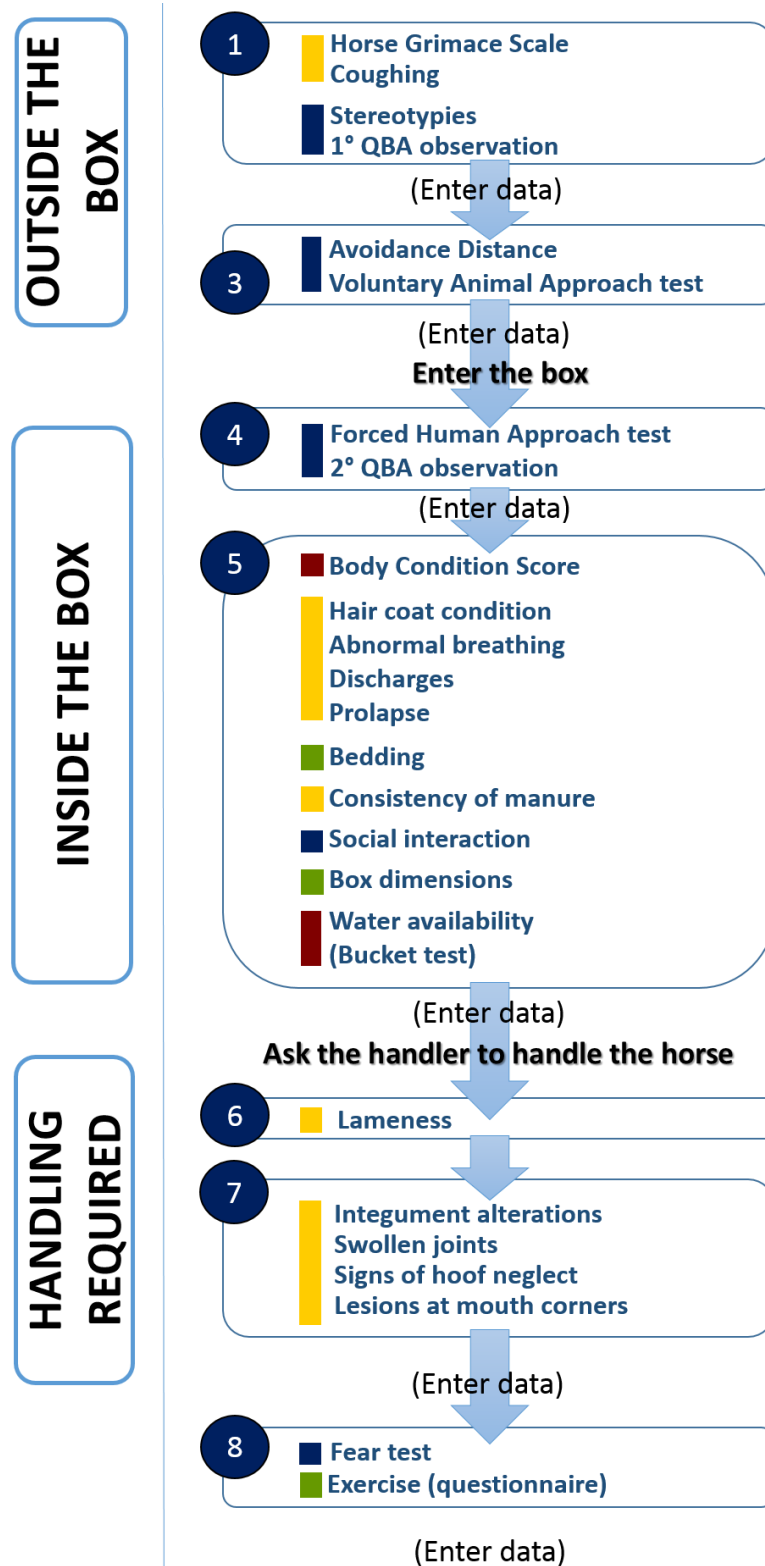 OUTSIDE THE
BOX
1
Horse Grimace Scale
Coughing
Stereotypies
1° QBA observation
(Enter data)
3
Avoidance Distance
Voluntary Animal Approach test
(Enter data)
Enter the box
INSIDE THE BOX
4
Forced Human Approach test
2° QBA observation
(Enter data)
5
Body Condition Score
Hair coat condition
Abnormal breathing
Discharges
Prolapse
Bedding
Consistency of manure
Social interaction
Box dimensions
Water availability
(Bucket test)
(Enter data)
Ask the handler to handle the horse
HANDLING
REQUIRED
6
Lameness
7
Integument alterations
Swollen joints
Signs of hoof neglect
Lesions at mouth corners
(Enter data)
8
Fear test
Exercise (questionnaire)
(Enter data)